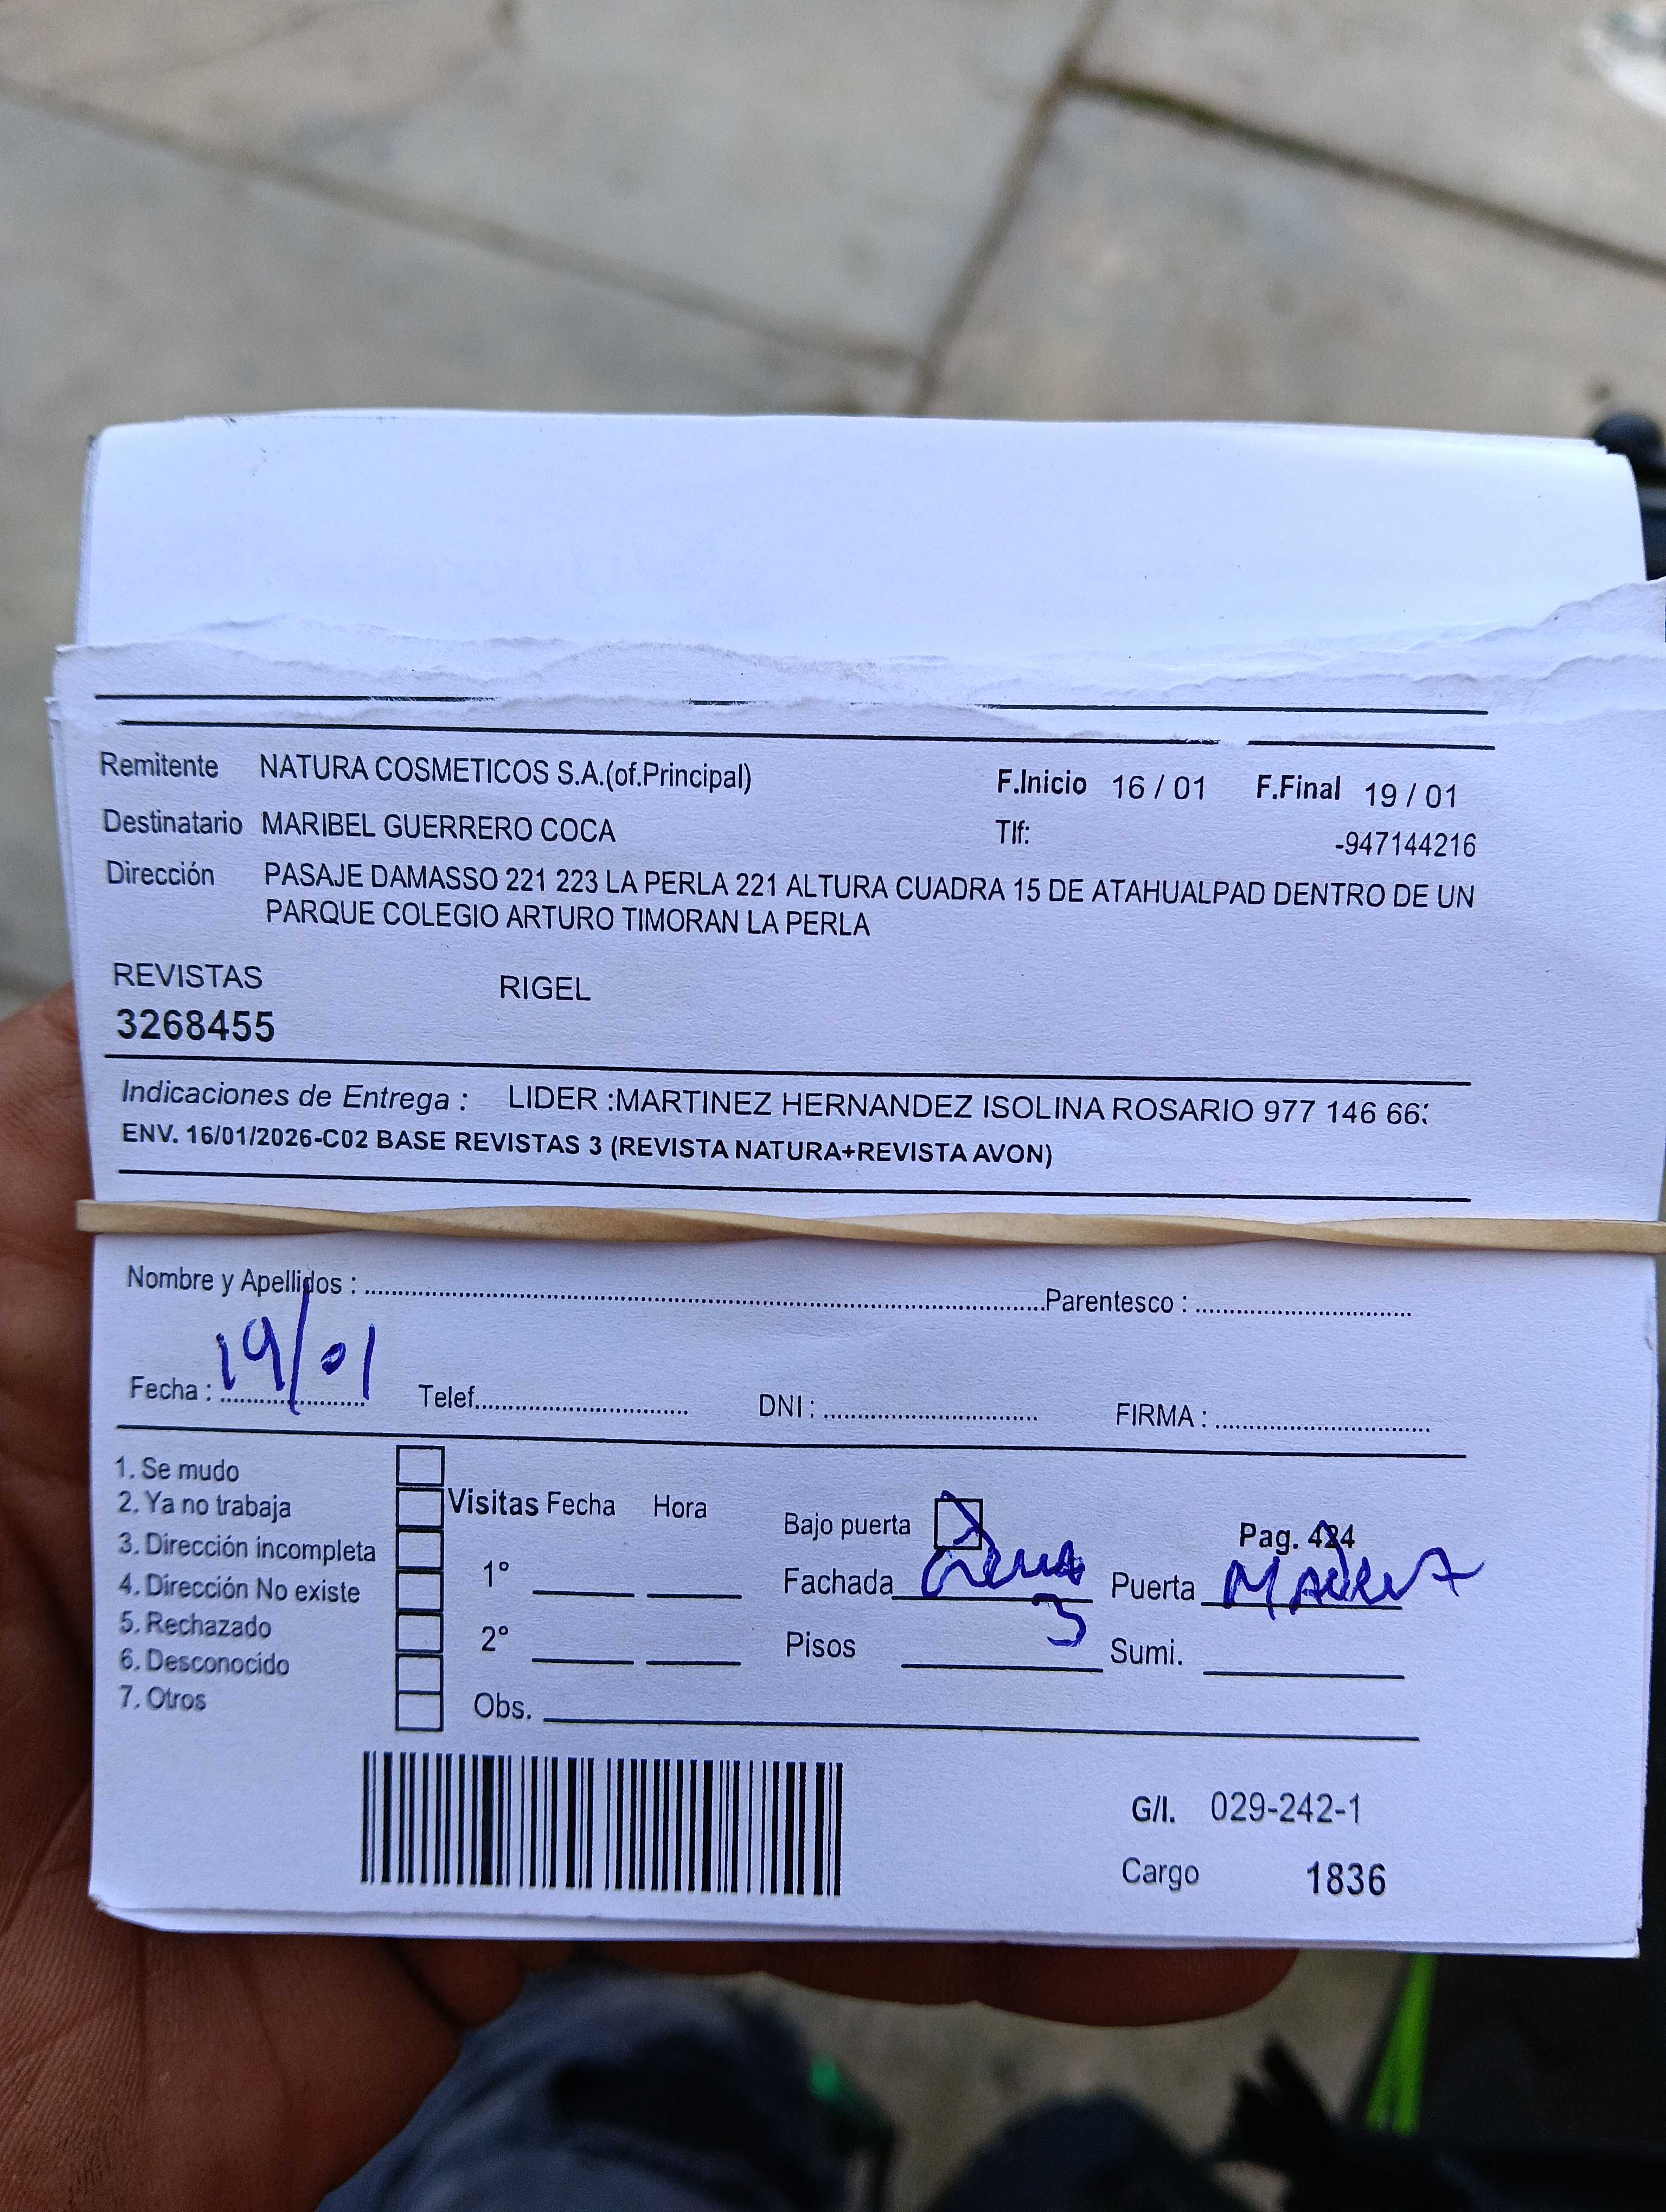 Remitente NATURA COSMETICOS S.A.(of.Principal) F.Inicio 16 / 01 F.Final 19 / 01
Destinatario MARIBEL GUERRERO COCA Tlf: -947144216
Dirección PASAJE DAMASSO 221 223 LA PERLA 221 ALTURA CUADRA 15 DE ATAHUALPAD DENTRO DE UN
PARQUE COLEGIO ARTURO TIMORAN LA PERLA
REVISTAS RIGEL
3268455
Indicaciones de Entrega : LIDER :MARTINEZ HERNANDEZ ISOLINA ROSARIO 977 146 66
ENV. 16/01/2026-C02 BASE REVISTAS 3 (REVISTA NATURA+REVISTA AVON)
Nombre y Apellidos : Parentesco :
Fecha : 19/01 Telef. DNI : FIRMA :
1. Se mudo
2. Ya no trabaja
3. Dirección incompleta
4. Dirección No existe
5. Rechazado
6. Desconocido
7. Otros
Visitas Fecha Hora
1°
2°
Obs.
Bajo puerta Pag. 424
Fachada Puerta
Pisos 3 Sumi.
G/I. 029-242-1
Cargo 1836